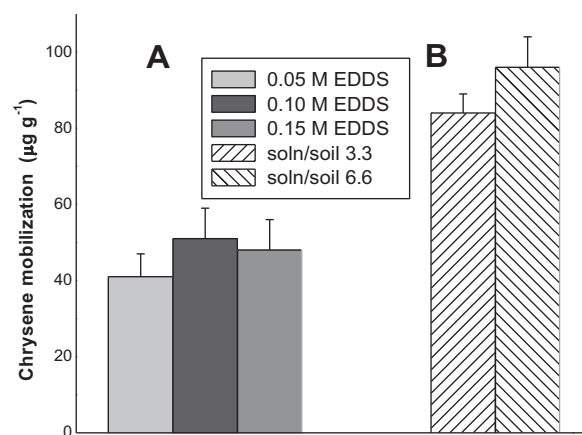 Chrysene mobilization (µg g⁻¹)
100
80
60
40
20
0
A
B
0.05 M EDDS
0.10 M EDDS
0.15 M EDDS
soln/soil 3.3
soln/soil 6.6